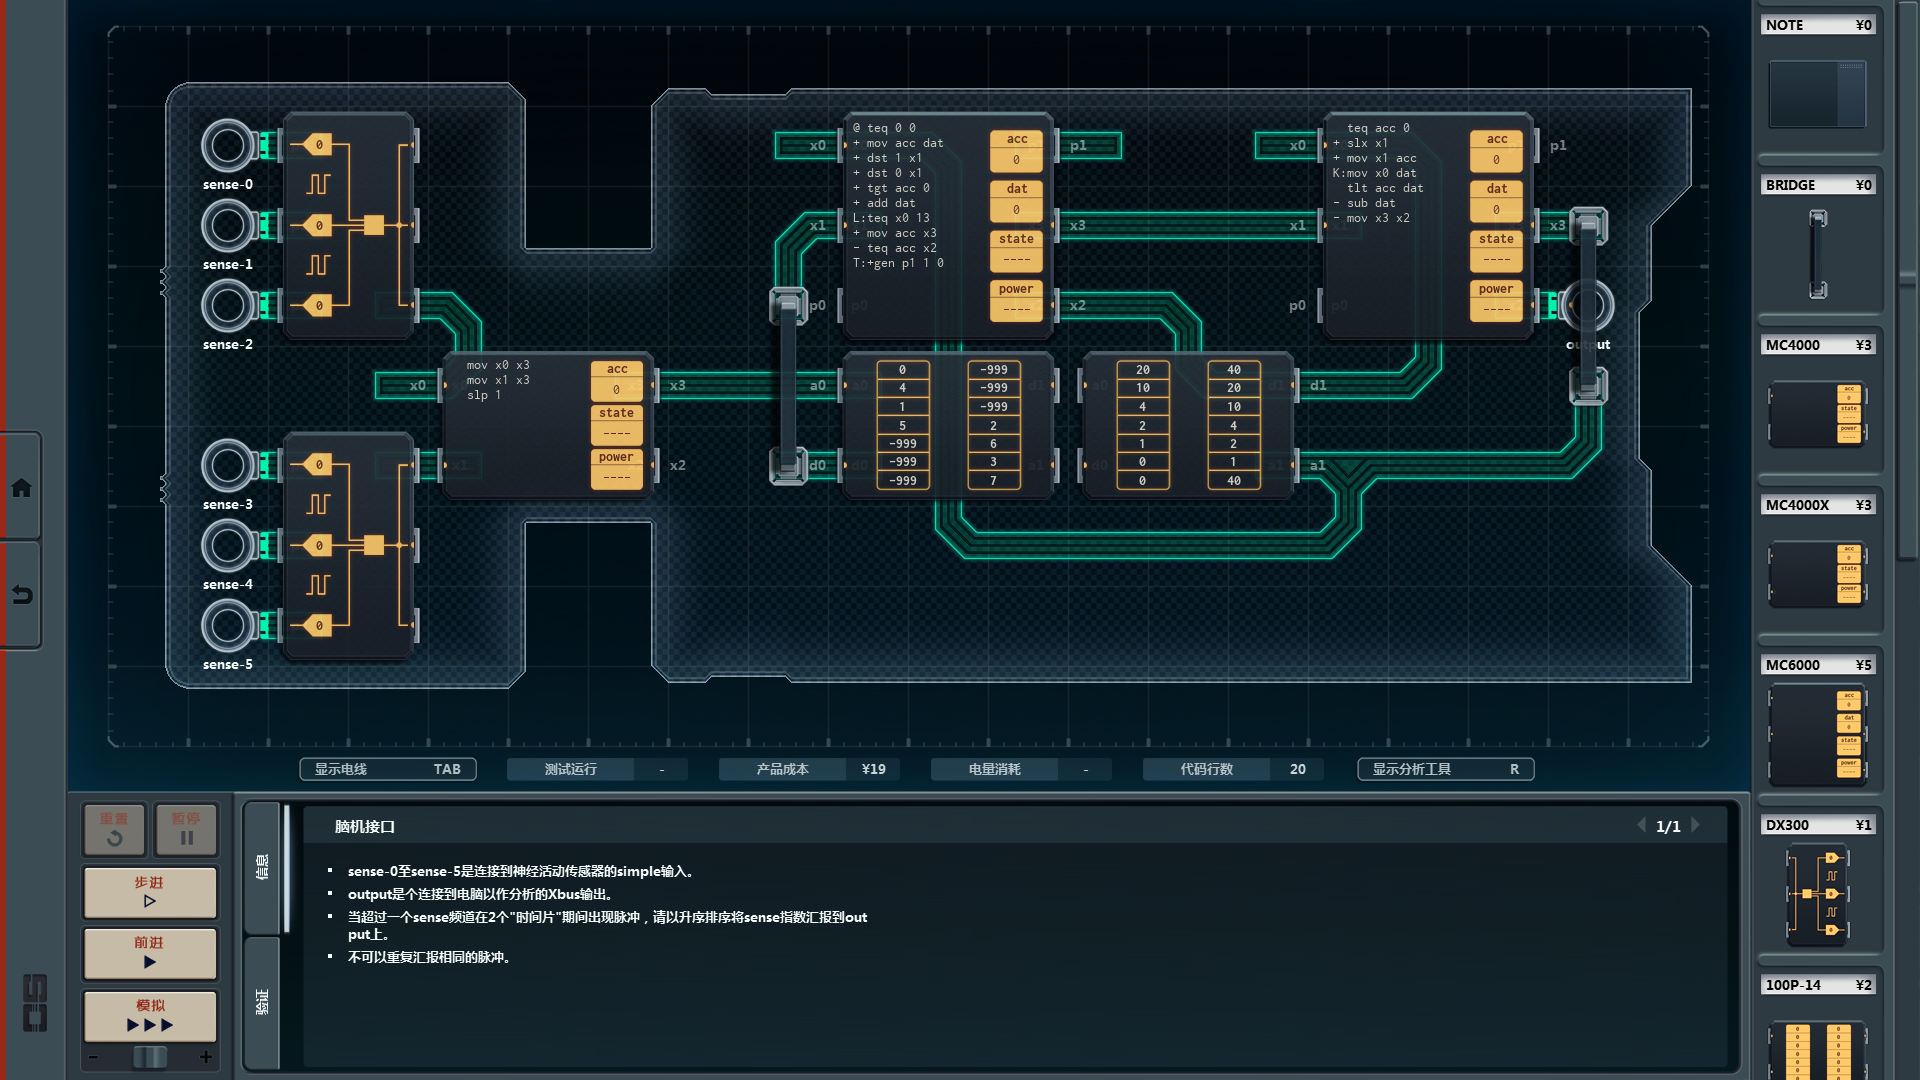 NOTE ¥0
BRIDGE ¥0
MC4000 ¥3
MC4000X ¥3
MC6000 ¥5
DX300 ¥1
100P-14 ¥2
sense-0
sense-1
sense-2
sense-3
sense-4
sense-5
output
x0
x1
p0
p1
x3
x2
@ teq 0 0
+ mov acc dat
+ dst 1 x1
+ dst 0 x1
+ tgt acc 0
+ add dat
L:teq x0 13
+ mov acc x3
- teq acc x2
T:+gen p1 1 0
acc
0
dat
0
state
----
power
----
x0
x1
p0
p1
x3
teq acc 0
+ slx x1
+ mov x1 acc
K:mov x0 dat
tlt acc dat
- sub dat
- mov x3 x2
acc
0
dat
0
state
----
power
----
x0
x3
x2
mov x0 x3
mov x1 x3
slp 1
acc
0
state
----
power
----
a0
d0
0 -999
4 -999
1 -999
5 2
-999 6
-999 3
-999 7
20 40
10 20
4 10
2 4
1 2
0 1
0 40
d1
a1
显示电线 TAB
测试运行 -
产品成本 ¥19
电量消耗 -
代码行数 20
显示分析工具 R
重置
暂停
步进
前进
模拟
- +
信息
验证
脑机接口
1/1
▪ sense-0至sense-5是连接到神经活动传感器的simple输入。
▪ output是个连接到电脑以作分析的Xbus输出。
▪ 当超过一个sense频道在2个"时间片"期间出现脉冲，请以升序排序将sense指数汇报到out
put上。
▪ 不可以重复汇报相同的脉冲。